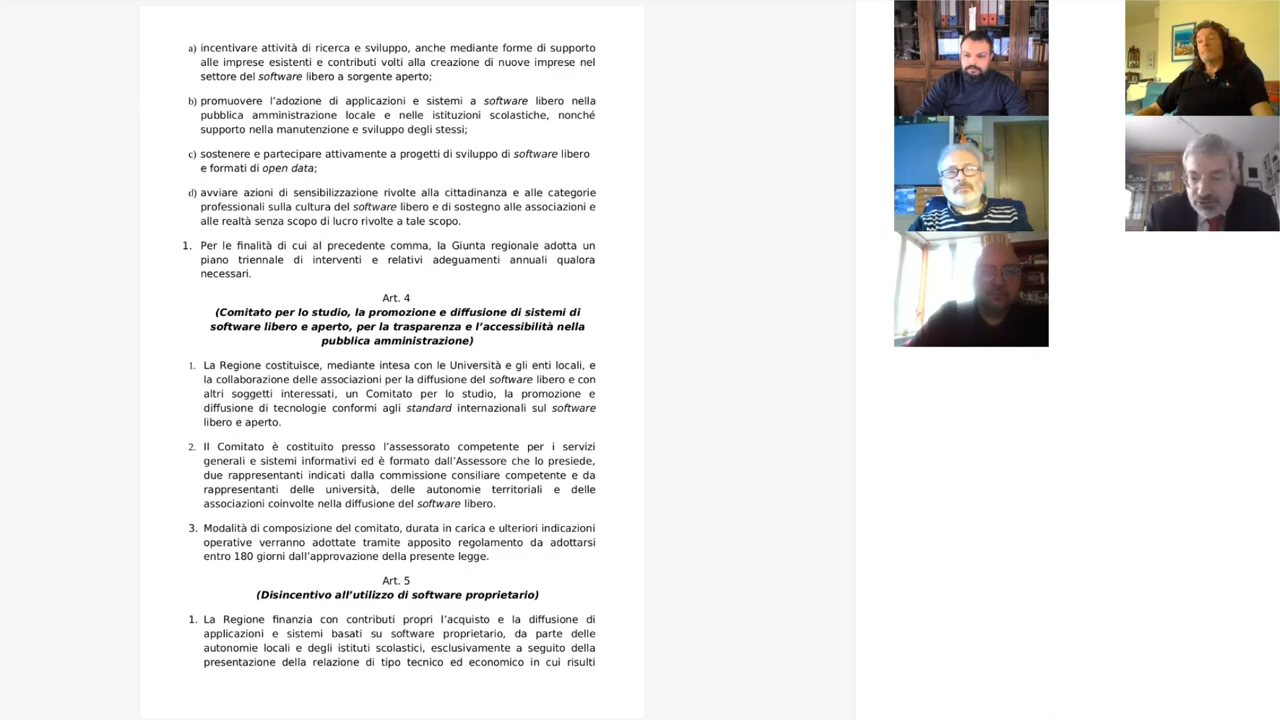 a) incentivare attività di ricerca e sviluppo, anche mediante forme di supporto
alle imprese esistenti e contributi volti alla creazione di nuove imprese nel
settore del software libero a sorgente aperto;
b) promuovere l’adozione di applicazioni e sistemi a software libero nella
pubblica amministrazione locale e nelle istituzioni scolastiche, nonché
supporto nella manutenzione e sviluppo degli stessi;
c) sostenere e partecipare attivamente a progetti di sviluppo di software libero
e formati di open data;
d) avviare azioni di sensibilizzazione rivolte alla cittadinanza e alle categorie
professionali sulla cultura del software libero e di sostegno alle associazioni e
alle realtà senza scopo di lucro rivolte a tale scopo.
1. Per le finalità di cui al precedente comma, la Giunta regionale adotta un
piano triennale di interventi e relativi adeguamenti annuali qualora
necessari.
Art. 4
(Comitato per lo studio, la promozione e diffusione di sistemi di
software libero e aperto, per la trasparenza e l’accessibilità nella
pubblica amministrazione)
1. La Regione costituisce, mediante intesa con le Università e gli enti locali, e
la collaborazione delle associazioni per la diffusione del software libero e con
altri soggetti interessati, un Comitato per lo studio, la promozione e
diffusione di tecnologie conformi agli standard internazionali sul software
libero e aperto.
2. Il Comitato è costituito presso l’assessorato competente per i servizi
generali e sistemi informativi ed è formato dall’Assessore che lo presiede,
due rappresentanti indicati dalla commissione consiliare competente e da
rappresentanti delle università, delle autonomie territoriali e delle
associazioni coinvolte nella diffusione del software libero.
3. Modalità di composizione del comitato, durata in carica e ulteriori indicazioni
operative verranno adottate tramite apposito regolamento da adottarsi
entro 180 giorni dall’approvazione della presente legge.
Art. 5
(Disincentivo all’utilizzo di software proprietario)
1. La Regione finanzia con contributi propri l’acquisto e la diffusione di
applicazioni e sistemi basati su software proprietario, da parte delle
autonomie locali e degli istituti scolastici, esclusivamente a seguito della
presentazione della relazione di tipo tecnico ed economico in cui risulti